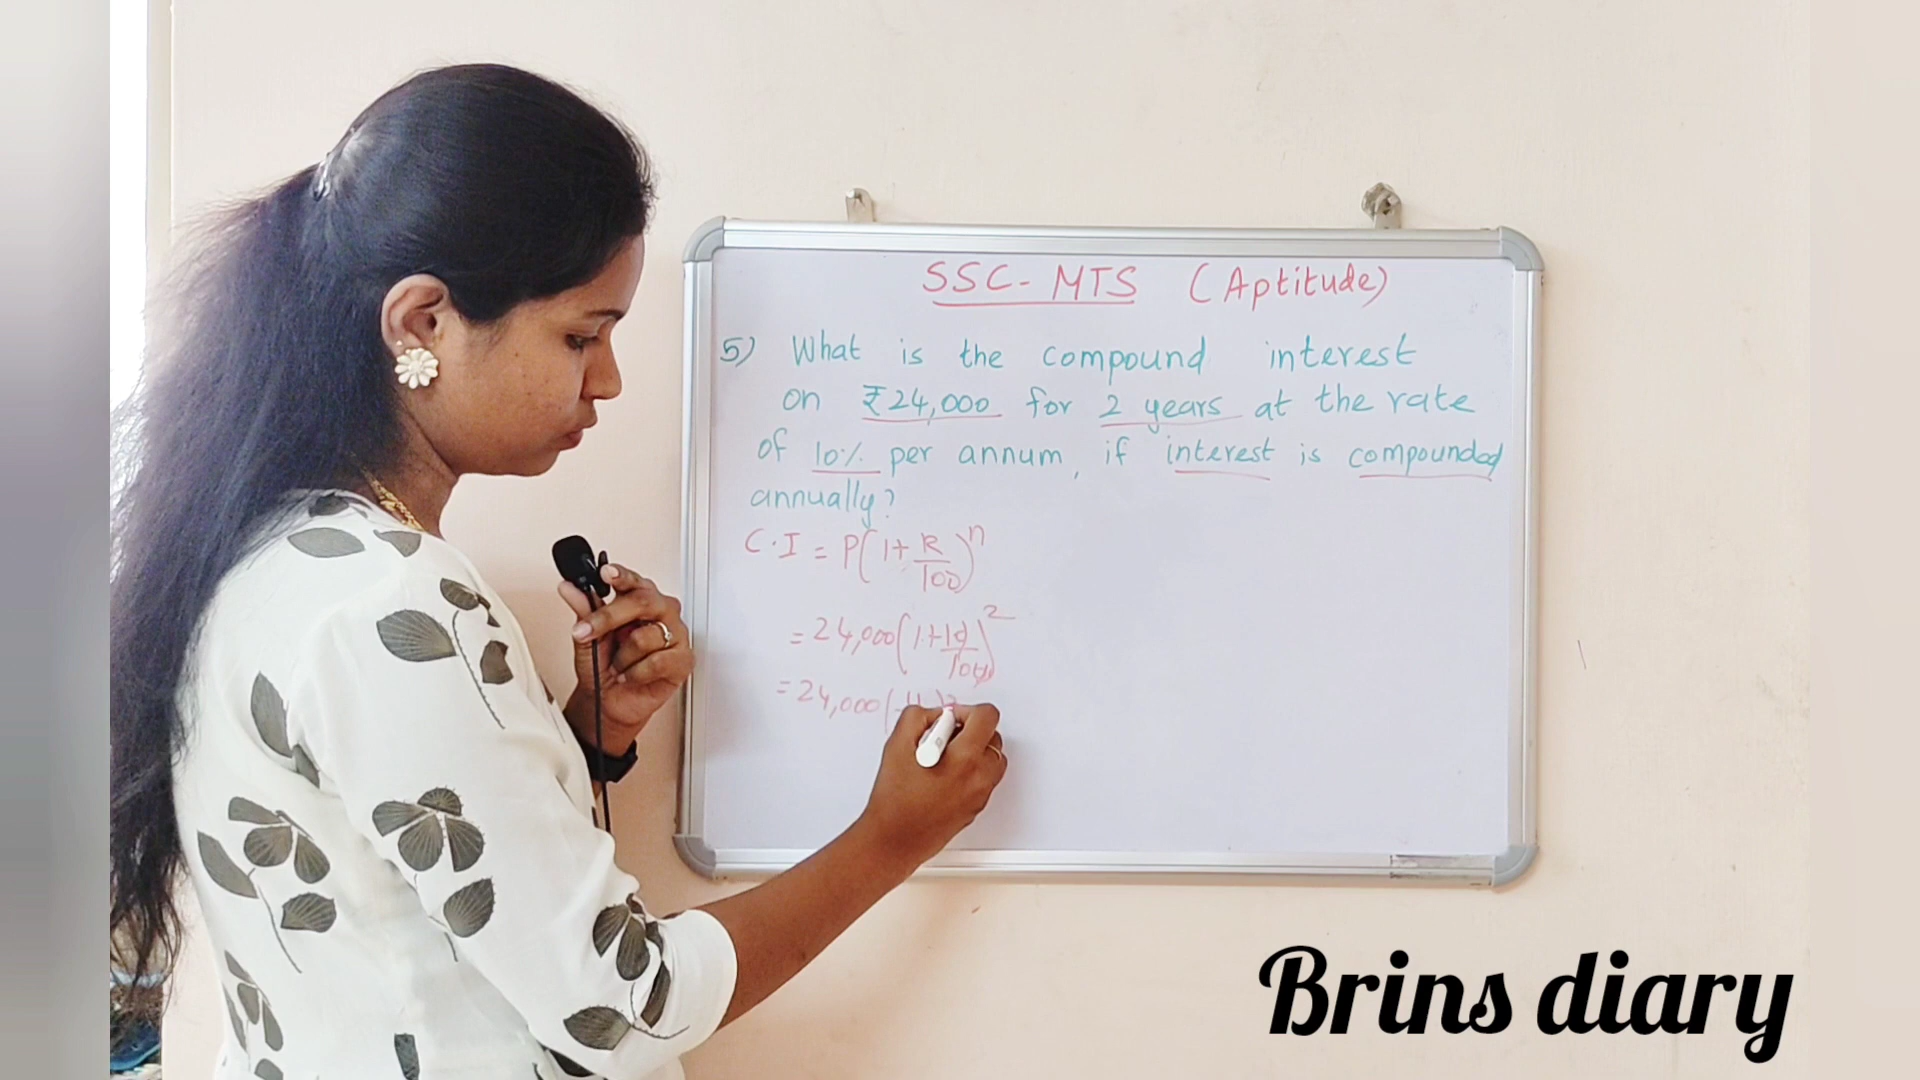 SSC-MTS (Aptitude)
5) What is the compound interest
on ₹24,000 for 2 years at the rate
of 10% per annum, if interest is compounded
annually?
C.I = P(1+R/100)^n
= 24,000(1+10/100)^2
= 24,000(11
Brins diary